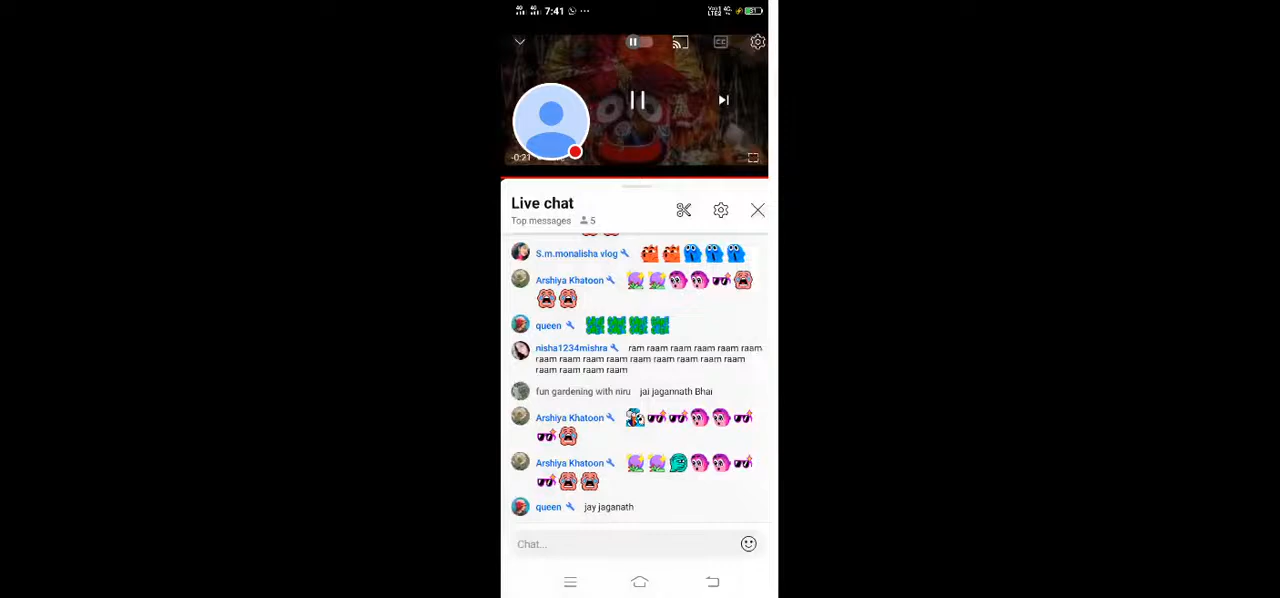 7:41
CC
-0:21
Live chat
Top messages 5
S.m.monalisha vlog
Arshiya Khatoon
queen
nisha1234mishra ram raam raam raam raam raam
raam raam raam raam raam raam raam raam raam
raam raam raam raam
fun gardening with niru jai jagannath Bhai
Arshiya Khatoon
Arshiya Khatoon
queen jay jaganath
Chat...